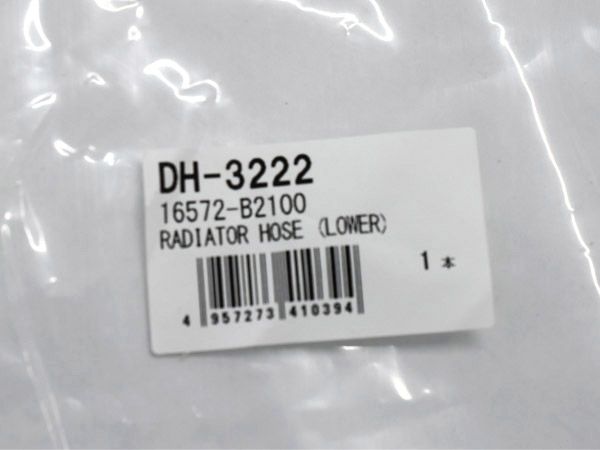 DH-3222
16572-B2100
RADIATOR HOSE (LOWER)
1本
4 957273 410394